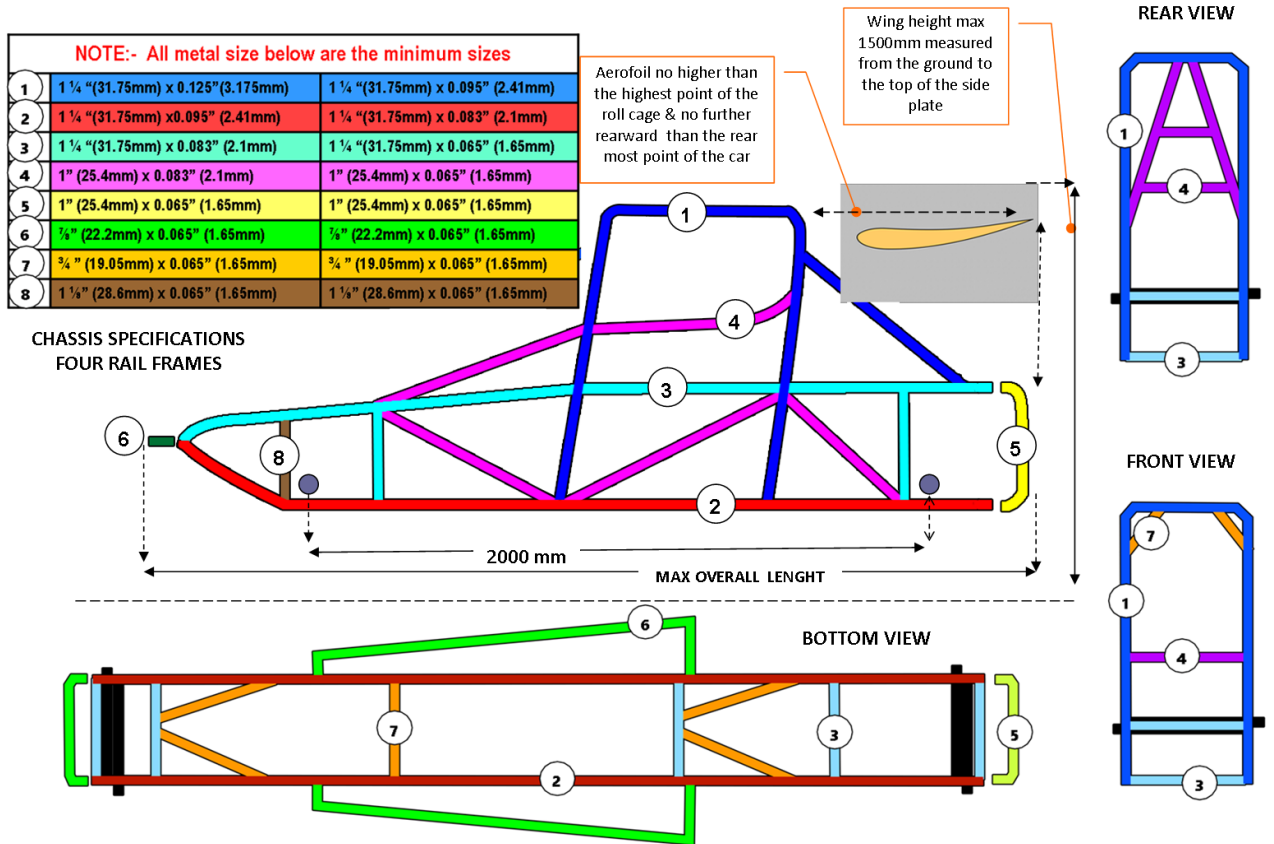 NOTE:- All metal size below are the minimum sizes
1 1 ¼ “(31.75mm) x 0.125”(3.175mm) 1 ¼ “(31.75mm) x 0.095” (2.41mm)
2 1 ¼ “(31.75mm) x0.095” (2.41mm) 1 ¼ “(31.75mm) x 0.083” (2.1mm)
3 1 ¼ “(31.75mm) x 0.083” (2.1mm) 1 ¼ “(31.75mm) x 0.065” (1.65mm)
4 1” (25.4mm) x 0.083” (2.1mm) 1” (25.4mm) x 0.065” (1.65mm)
5 1” (25.4mm) x 0.065” (1.65mm) 1” (25.4mm) x 0.065” (1.65mm)
6 ⅞” (22.2mm) x 0.065” (1.65mm) ⅞” (22.2mm) x 0.065” (1.65mm)
7 ¾ ” (19.05mm) x 0.065” (1.65mm) ¾ ” (19.05mm) x 0.065” (1.65mm)
8 1 ⅛” (28.6mm) x 0.065” (1.65mm) 1 ⅛” (28.6mm) x 0.065” (1.65mm)
Aerofoil no higher than
the highest point of the
roll cage & no further
rearward than the rear
most point of the car
Wing height max
1500mm measured
from the ground to
the top of the side
plate
REAR VIEW
1
4
3
CHASSIS SPECIFICATIONS
FOUR RAIL FRAMES
1
4
3
6
8
5
2
2000 mm
MAX OVERALL LENGHT
FRONT VIEW
7
1
4
3
BOTTOM VIEW
6
7
3
5
2